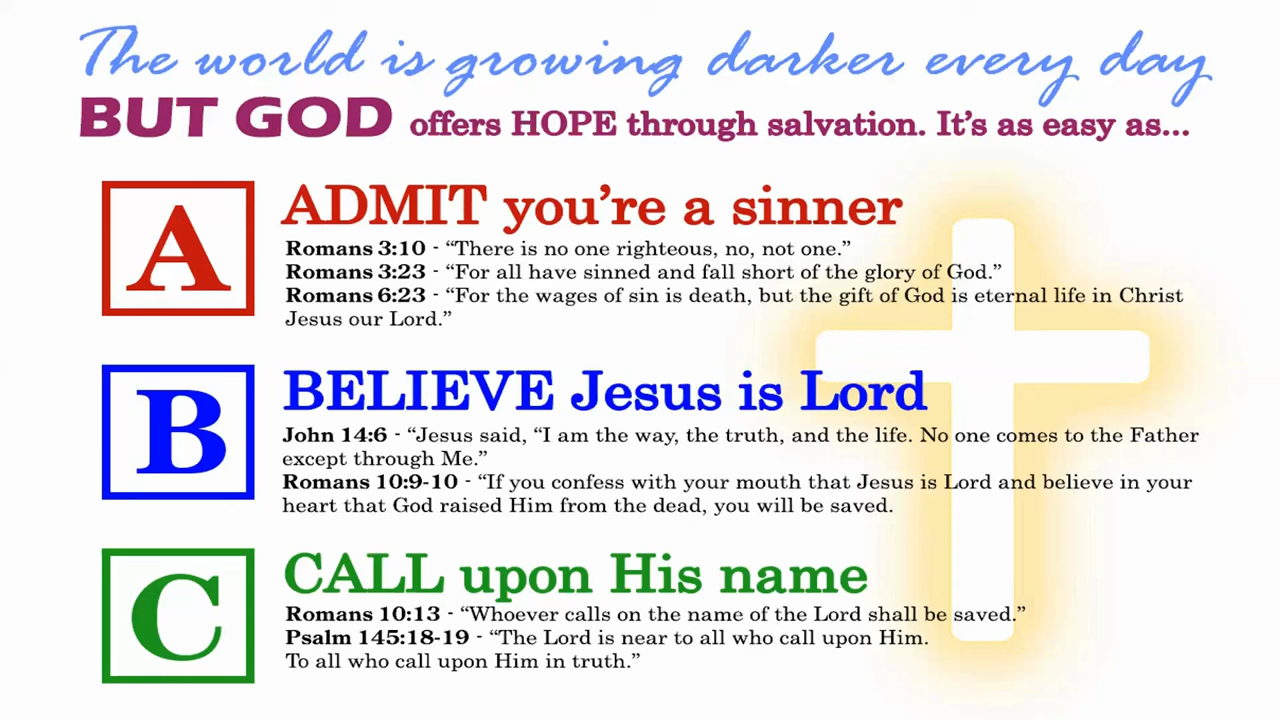 The world is growing darker every day
BUT GOD offers HOPE through salvation. It's as easy as...
A
ADMIT you're a sinner
Romans 3:10 - “There is no one righteous, no, not one.”
Romans 3:23 - “For all have sinned and fall short of the glory of God.”
Romans 6:23 - “For the wages of sin is death, but the gift of God is eternal life in Christ
Jesus our Lord.”
B
BELIEVE Jesus is Lord
John 14:6 - “Jesus said, “I am the way, the truth, and the life. No one comes to the Father
except through Me.”
Romans 10:9-10 - “If you confess with your mouth that Jesus is Lord and believe in your
heart that God raised Him from the dead, you will be saved.
C
CALL upon His name
Romans 10:13 - “Whoever calls on the name of the Lord shall be saved.”
Psalm 145:18-19 - “The Lord is near to all who call upon Him.
To all who call upon Him in truth.”